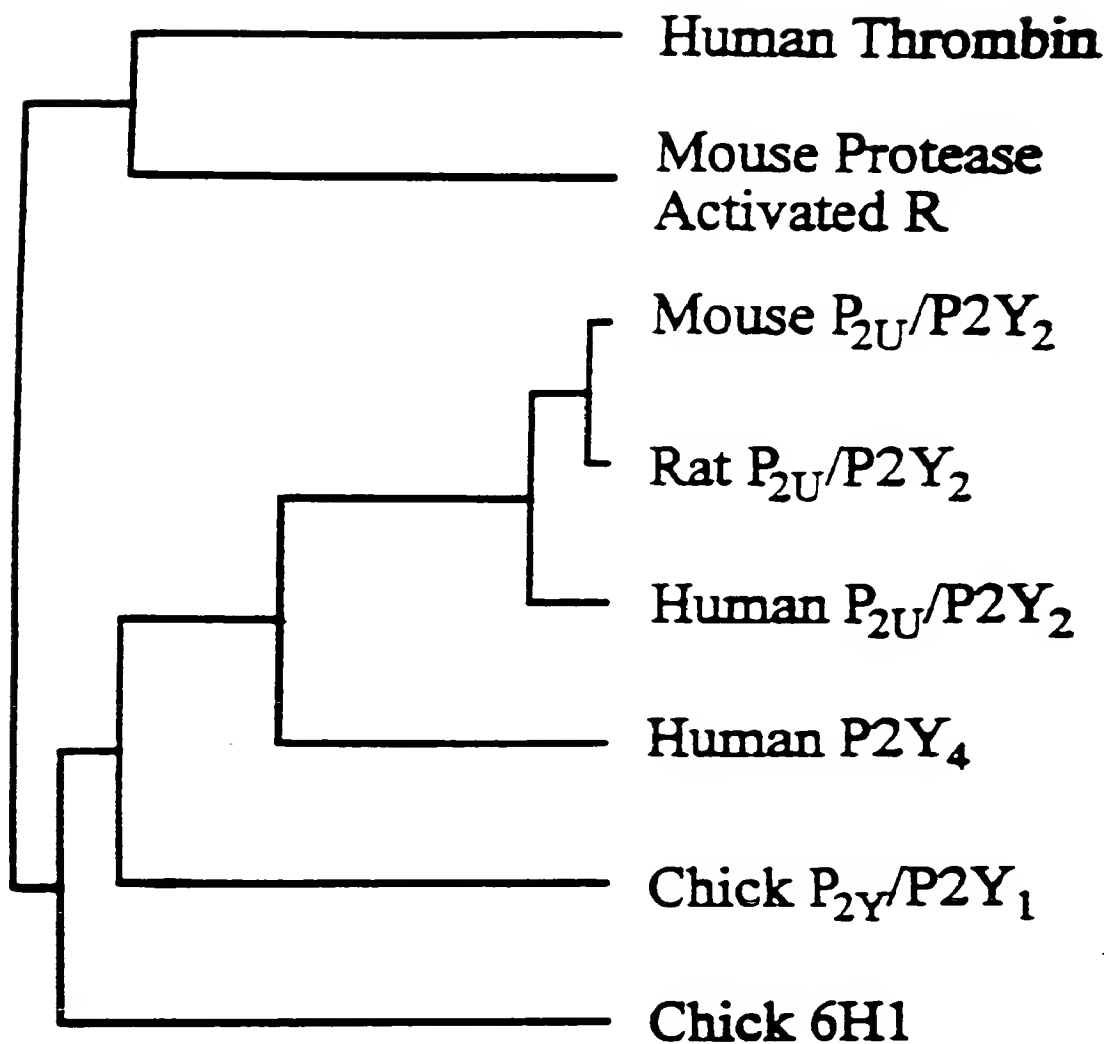 Human Thrombin
Mouse Protease
Activated R
Mouse P₂U/P2Y₂
Rat P₂U/P2Y₂
Human P₂U/P2Y₂
Human P2Y₄
Chick P₂Y/P2Y₁
Chick 6H1